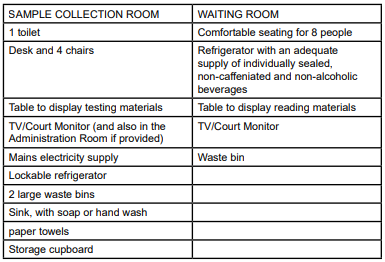 SAMPLE COLLECTION ROOM WAITING ROOM
1 toilet Comfortable seating for 8 people
Desk and 4 chairs Refrigerator with an adequate
supply of individually sealed,
non-caffeniated and non-alcoholic
beverages
Table to display testing materials Table to display reading materials
TV/Court Monitor (and also in the TV/Court Monitor
Administration Room if provided)
Mains electricity supply Waste bin
Lockable refrigerator
2 large waste bins
Sink, with soap or hand wash
paper towels
Storage cupboard